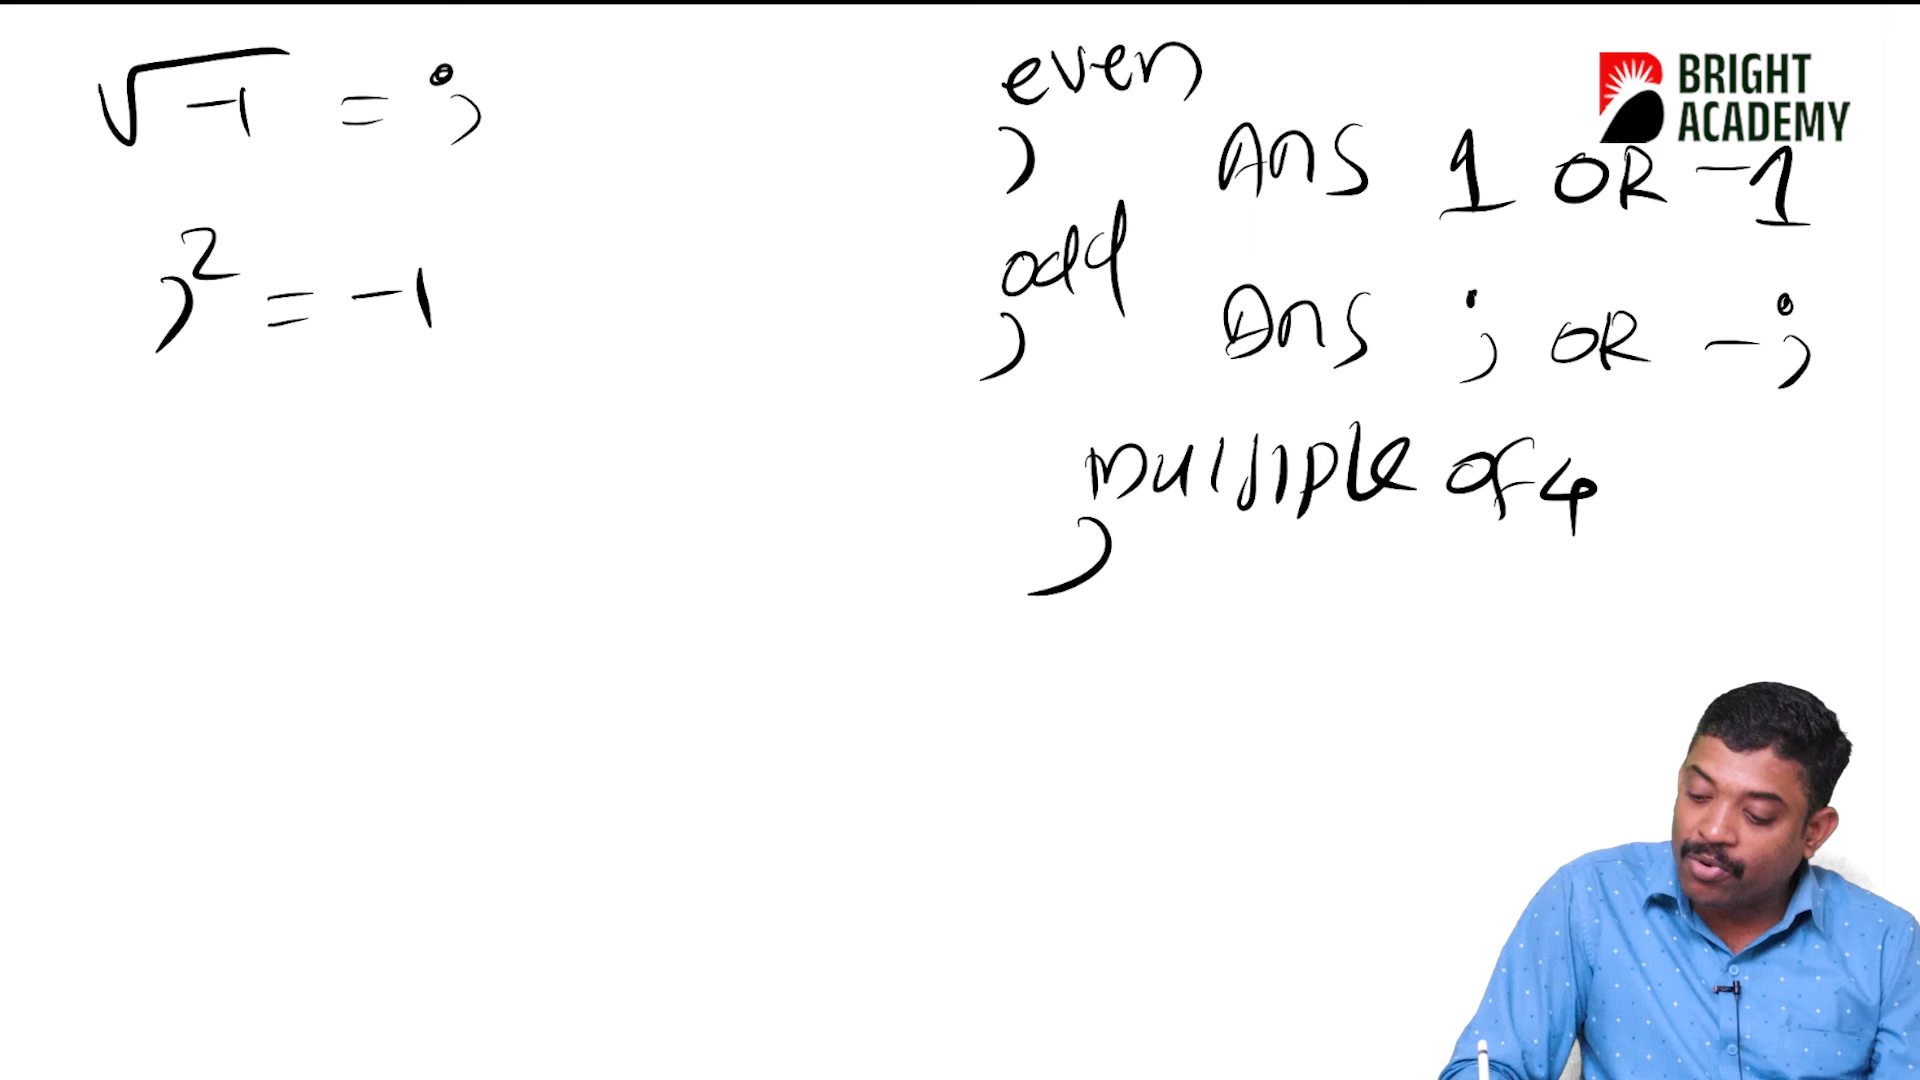 √-1 = i
i² = -1
i^even Ans 1 OR -1
i^odd Ans i OR -i
i^multiple of 4
BRIGHT
ACADEMY